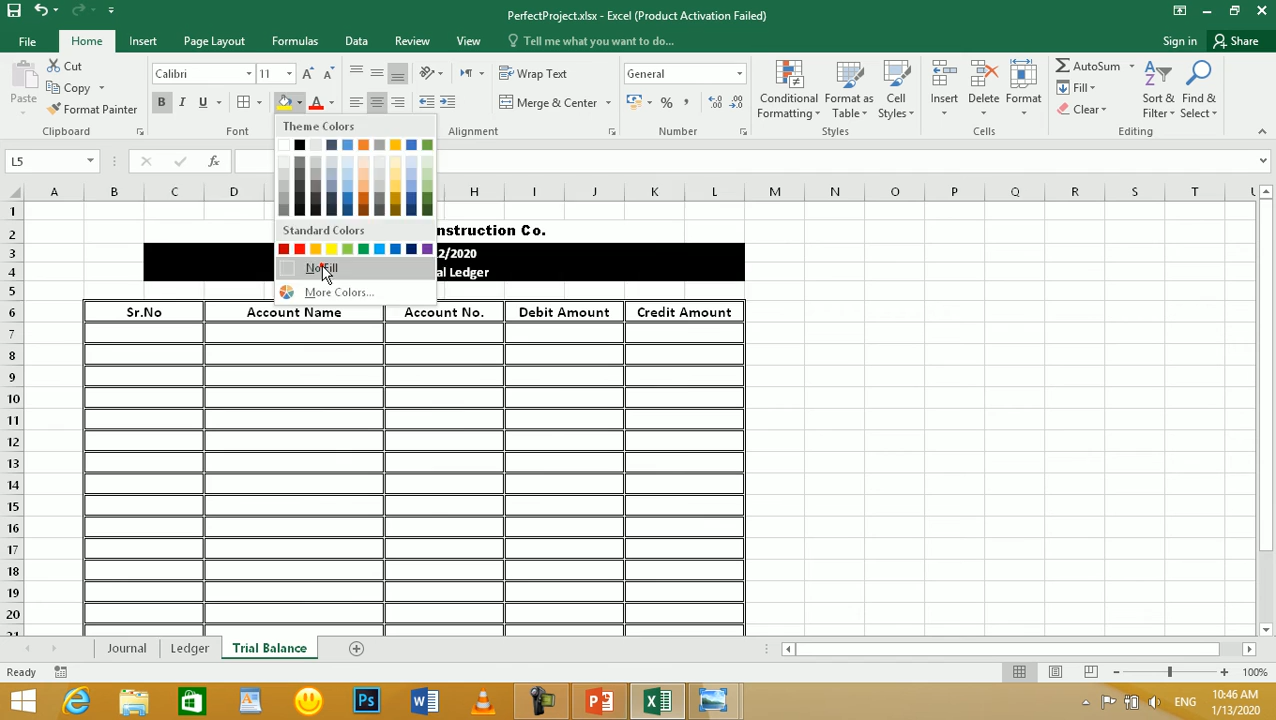 PerfectProject.xlsx - Excel (Product Activation Failed)
File Home Insert Page Layout Formulas Data Review View Tell me what you want to do... Sign in Share
Paste Cut Copy Format Painter
Calibri 11
B I U A
Wrap Text
Merge & Center
General
% ,
Conditional Formatting Format as Table Cell Styles
Insert Delete Format
AutoSum Fill Clear
Sort & Filter Find & Select
Clipboard Font Alignment Number Styles Cells Editing
L5 fx
Theme Colors
Standard Colors
No Fill
More Colors...
A B C D H I J K L M N O P Q R S T U
1
2 nstruction Co.
3 2/2020
4 al Ledger
5
6 Sr.No Account Name Account No. Debit Amount Credit Amount
7
8
9
10
11
12
13
14
15
16
17
18
19
20
21
Journal Ledger Trial Balance
Ready 100%
ENG 10:46 AM
1/13/2020